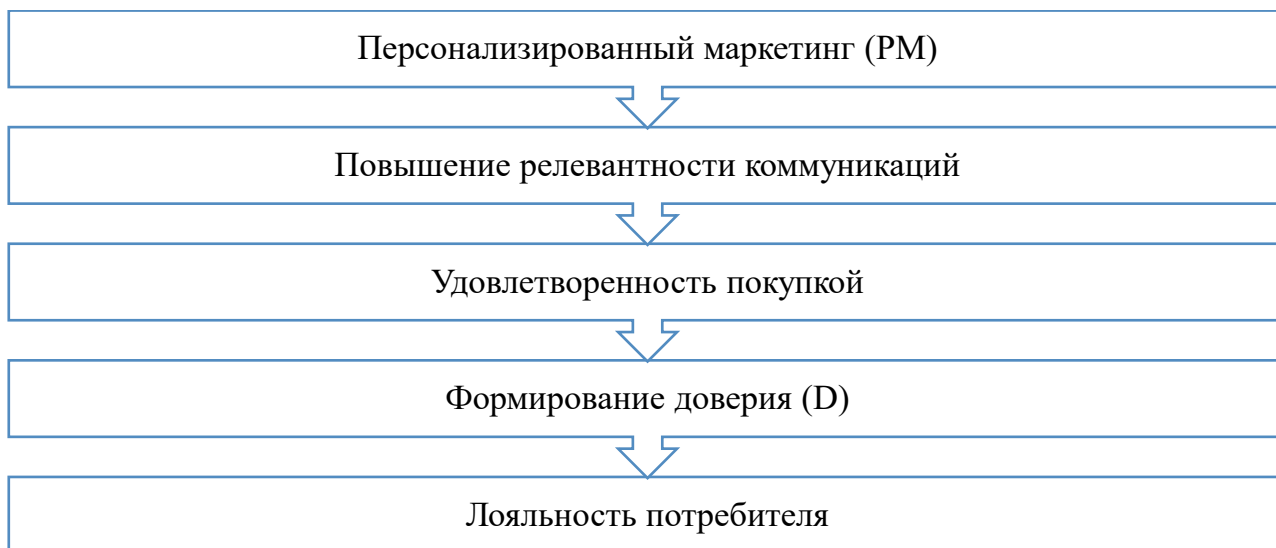 Персонализированный маркетинг (PM)
Повышение релевантности коммуникаций
Удовлетворенность покупкой
Формирование доверия (D)
Лояльность потребителя